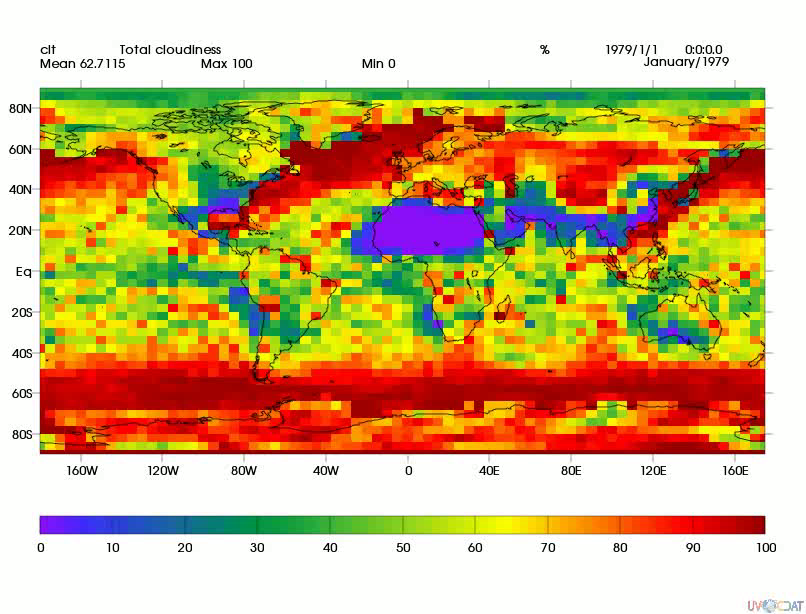 clt Total cloudiness % 1979/1/1 0:0:0.0
Mean 62.7115 Max 100 Min 0 January/1979
80N
60N
40N
20N
Eq
20S
40S
60S
80S
160W 120W 80W 40W 0 40E 80E 120E 160E
0 10 20 30 40 50 60 70 80 90 100
UV CDAT